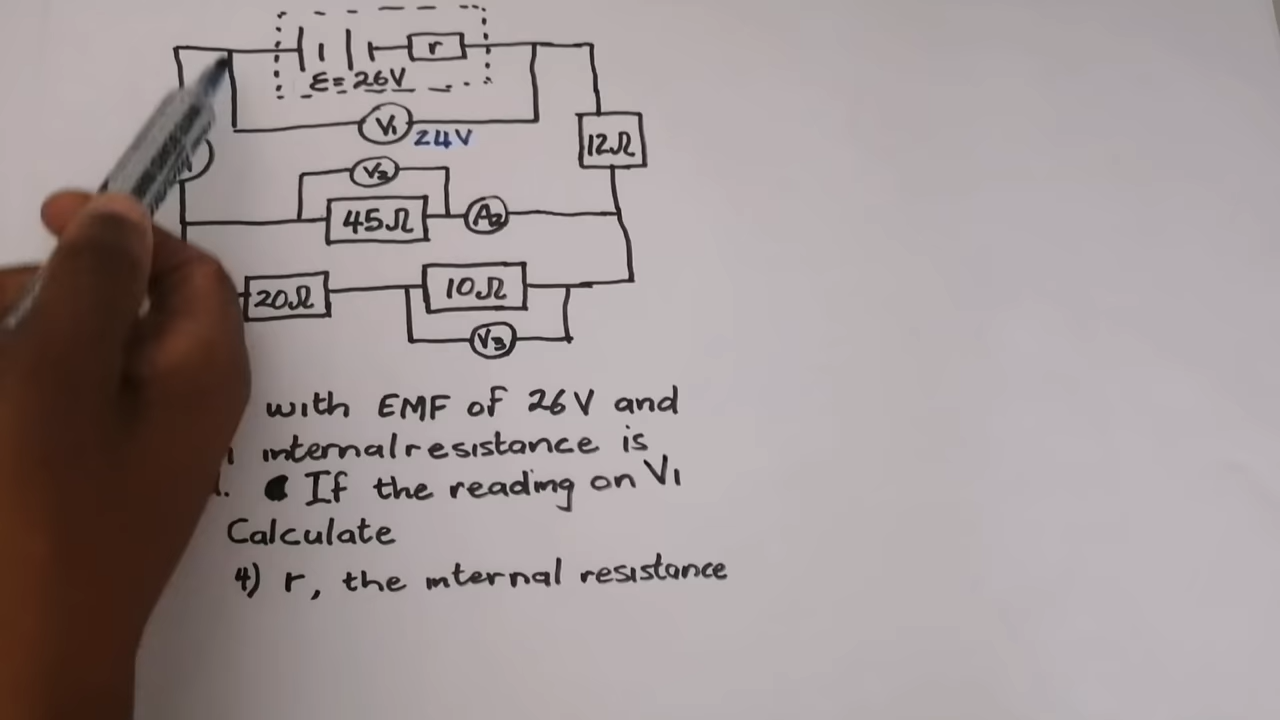 r
ε = 26V
V1
24V
12Ω
V2
45Ω
A2
20Ω
10Ω
V3
with EMF of 26V and
internal resistance is
If the reading on V1
Calculate
4) r, the internal resistance